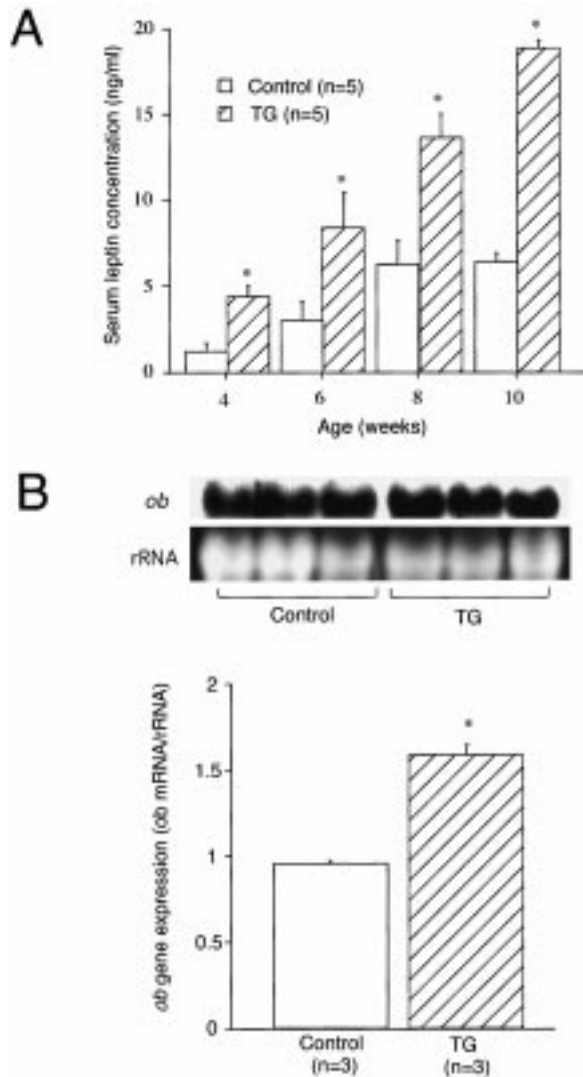 A
Serum leptin concentration (ng/ml)
20
15
10
5
0
Control (n=5)
TG (n=5)
*
*
*
*
4
6
8
10
Age (weeks)
B
ob
rRNA
Control
TG
ob gene expression (ob mRNA/rRNA)
2
1.5
1
0.5
0
*
Control
(n=3)
TG
(n=3)